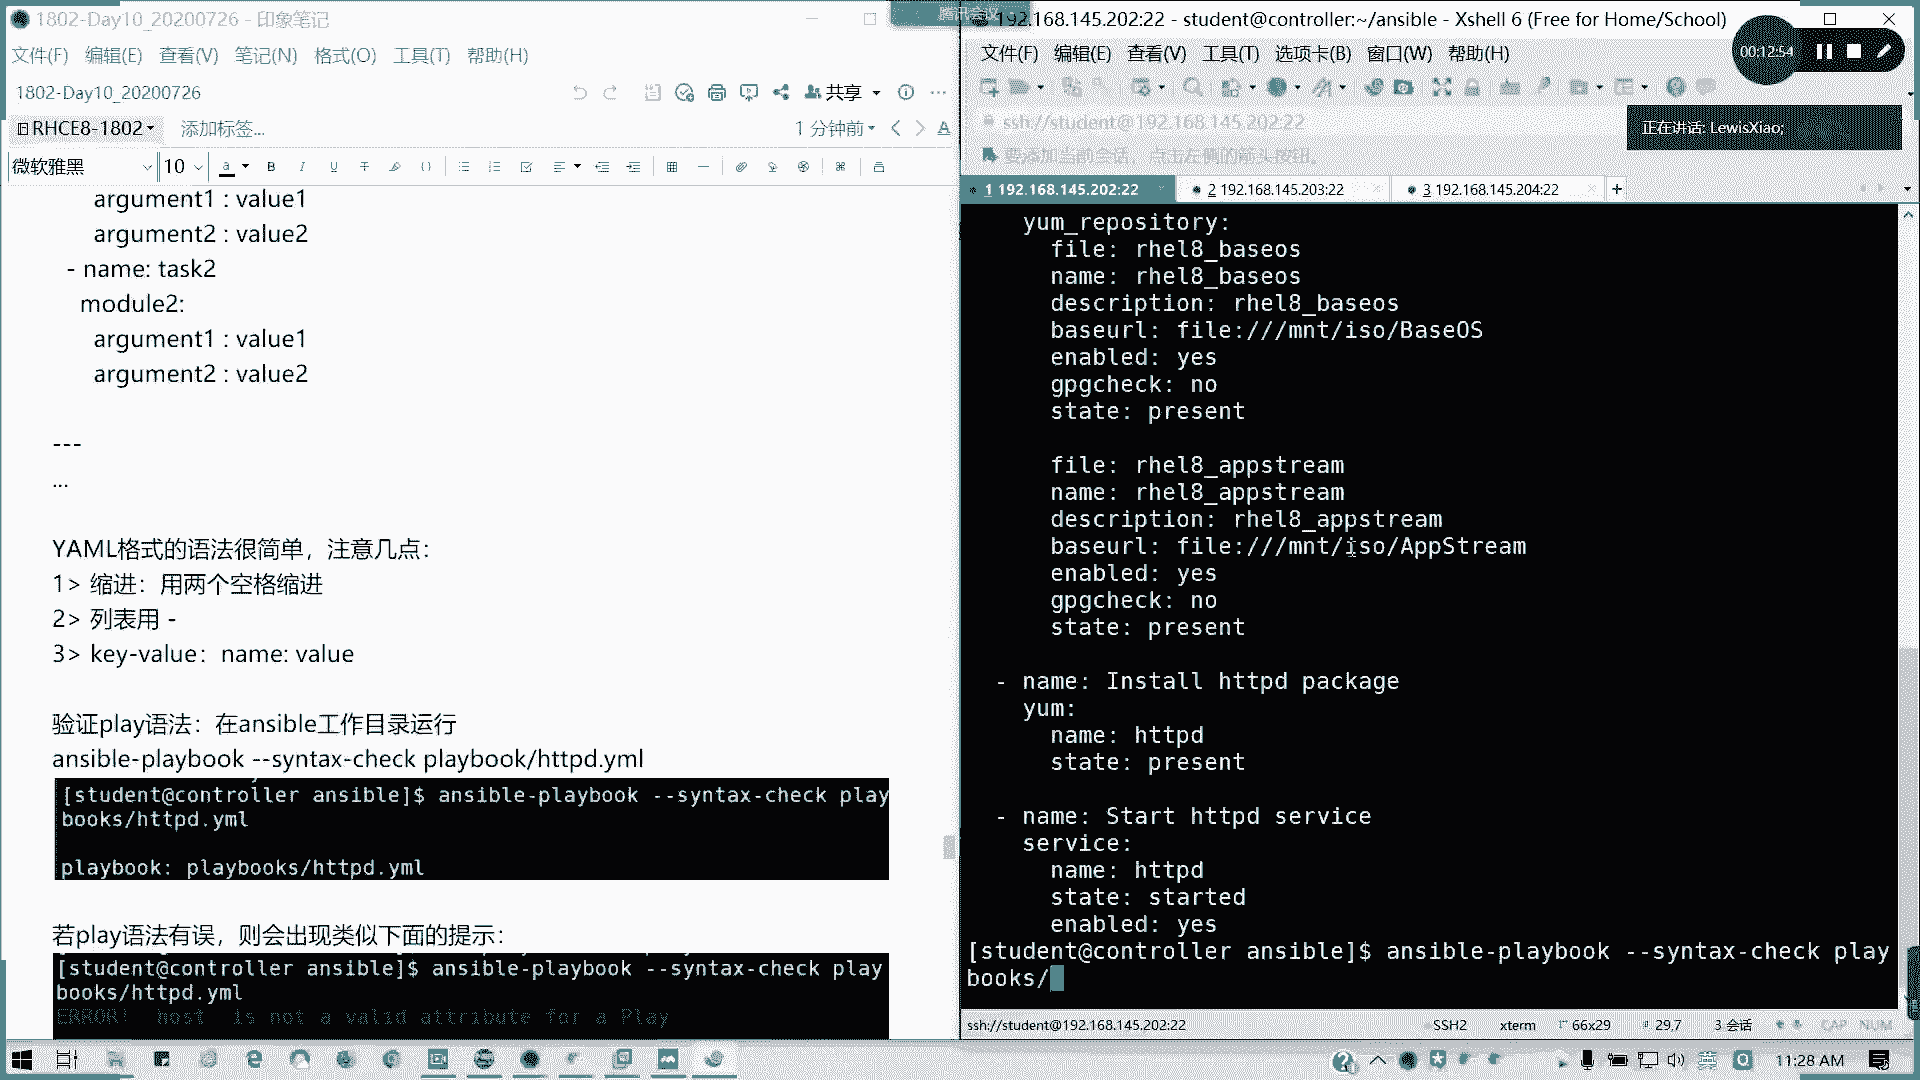 1802-Day10_20200726 - 印象笔记
文件(F) 编辑(E) 查看(V) 笔记(N) 格式(O) 工具(T) 帮助(H)
1802-Day10_20200726
共享
RHCE8-1802
添加标签...
1 分钟前
微软雅黑
10
argument1 : value1
argument2 : value2
- name: task2
module2:
argument1 : value1
argument2 : value2
---
...
YAML格式的语法很简单，注意几点：
1> 缩进：用两个空格缩进
2> 列表用 -
3> key-value：name: value
验证play语法：在ansible工作目录运行
ansible-playbook --syntax-check playbook/httpd.yml
[student@controller ansible]$ ansible-playbook --syntax-check play
books/httpd.yml
playbook: playbooks/httpd.yml
若play语法有误，则会出现类似下面的提示：
[student@controller ansible]$ ansible-playbook --syntax-check play
books/httpd.yml
ERROR! 'host' is not a valid attribute for a Play
腾讯会议
192.168.145.202:22 - student@controller:~/ansible - Xshell 6 (Free for Home/School)
文件(F) 编辑(E) 查看(V) 工具(T) 选项卡(B) 窗口(W) 帮助(H)
00:12:54
ssh://student@192.168.145.202:22
正在讲话: LewisXiao;
要添加当前会话，点击左侧的箭头按钮。
1 192.168.145.202:22
2 192.168.145.203:22
3 192.168.145.204:22
yum_repository:
file: rhel8_baseos
name: rhel8_baseos
description: rhel8_baseos
baseurl: file:///mnt/iso/BaseOS
enabled: yes
gpgcheck: no
state: present
file: rhel8_appstream
name: rhel8_appstream
description: rhel8_appstream
baseurl: file:///mnt/iso/AppStream
enabled: yes
gpgcheck: no
state: present
- name: Install httpd package
yum:
name: httpd
state: present
- name: Start httpd service
service:
name: httpd
state: started
enabled: yes
[student@controller ansible]$ ansible-playbook --syntax-check play
books/
ssh://student@192.168.145.202:22
SSH2
xterm
66x29
29,7
3 会话
CAP NUM
英
11:28 AM